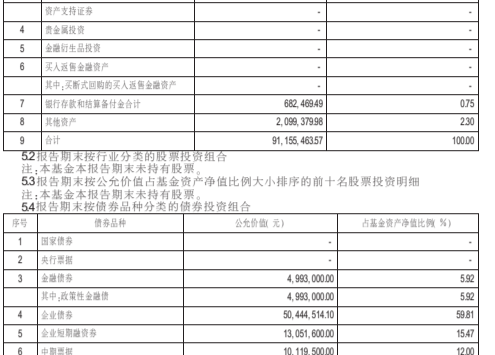 资产支持证券 - -
4 贵金属投资 - -
5 金融衍生品投资 - -
6 买入返售金融资产 - -
其中:买断式回购的买入返售金融资产 - -
7 银行存款和结算备付金合计 682,469.49 0.75
8 其他资产 2,099,379.98 2.30
9 合计 91,155,463.57 100.00
5.2报告期末按行业分类的股票投资组合
注:本基金本报告期末未持有股票。
5.3报告期末按公允价值占基金资产净值比例大小排序的前十名股票投资明细
注:本基金本报告期末未持有股票。
5.4报告期末按债券品种分类的债券投资组合
序号 债券品种 公允价值(元) 占基金资产净值比例(%)
1 国家债券 - -
2 央行票据 - -
3 金融债券 4,993,000.00 5.92
其中:政策性金融债 4,993,000.00 5.92
4 企业债券 50,444,514.10 59.81
5 企业短期融资券 13,051,600.00 15.47
6 中期票据 10,119,500.00 12.00